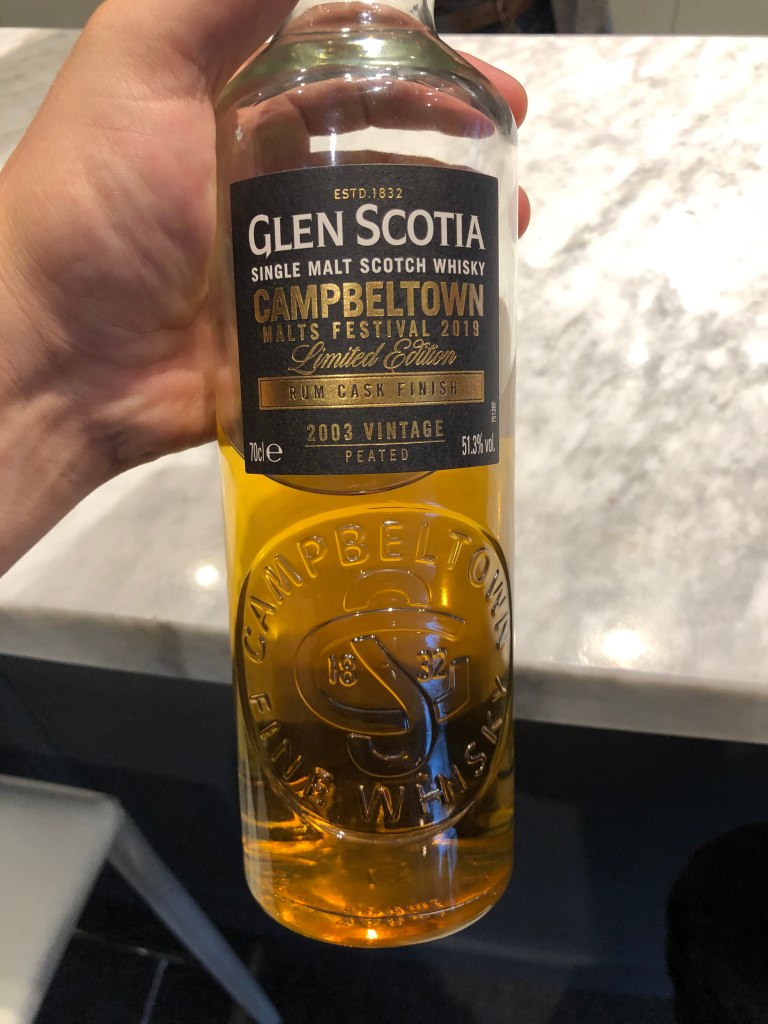 ESTD.1832
GLEN SCOTIA
SINGLE MALT SCOTCH WHISKY
CAMPBELTOWN
MALTS FESTIVAL 2019
Limited Edition
RUM CASK FINISH
2003 VINTAGE
70cl e
PEATED
51.3% vol.
CAMPBELTOWN
18 32
FINE WHISKY